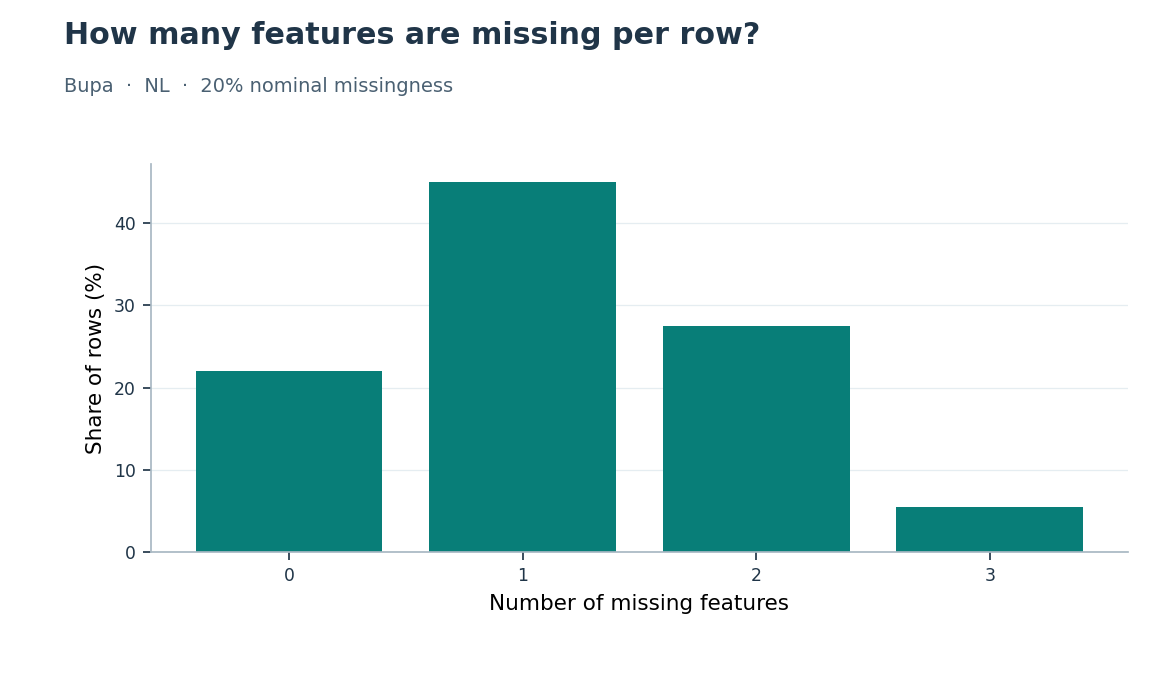 How many features are missing per row?
Bupa · NL · 20% nominal missingness
Share of rows (%)
40
30
20
10
0
0 1 2 3
Number of missing features